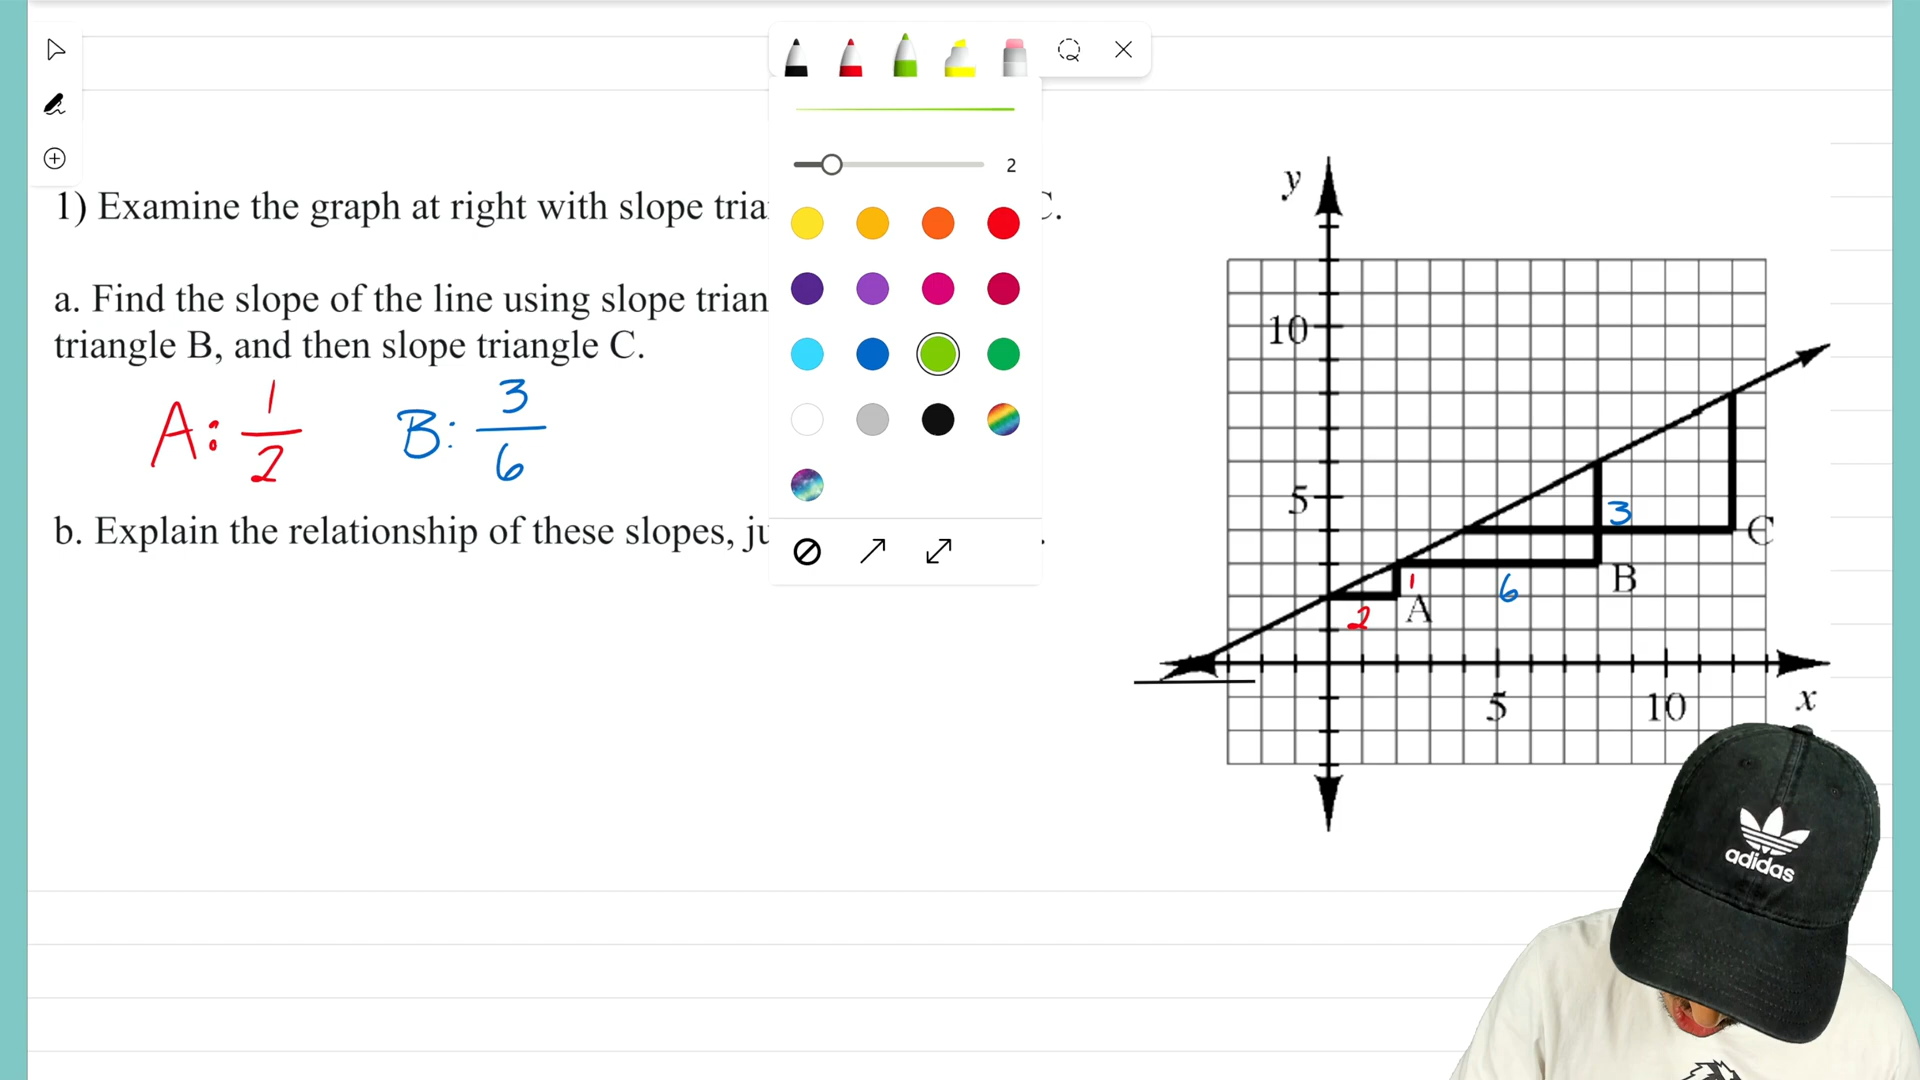 2
1) Examine the graph at right with slope tria C.
a. Find the slope of the line using slope trian
triangle B, and then slope triangle C.
A: 1/2 B: 3/6
b. Explain the relationship of these slopes, ju .
y
10
5
3
C
B
1
6
A
2
5
10
x
adidas